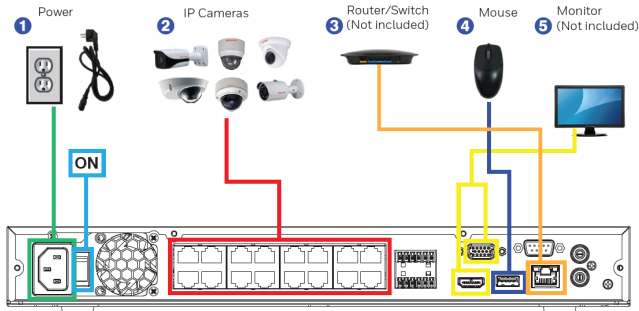 1 Power
2 IP Cameras
3 Router/Switch
(Not included)
4 Mouse
5 Monitor
(Not included)
ON